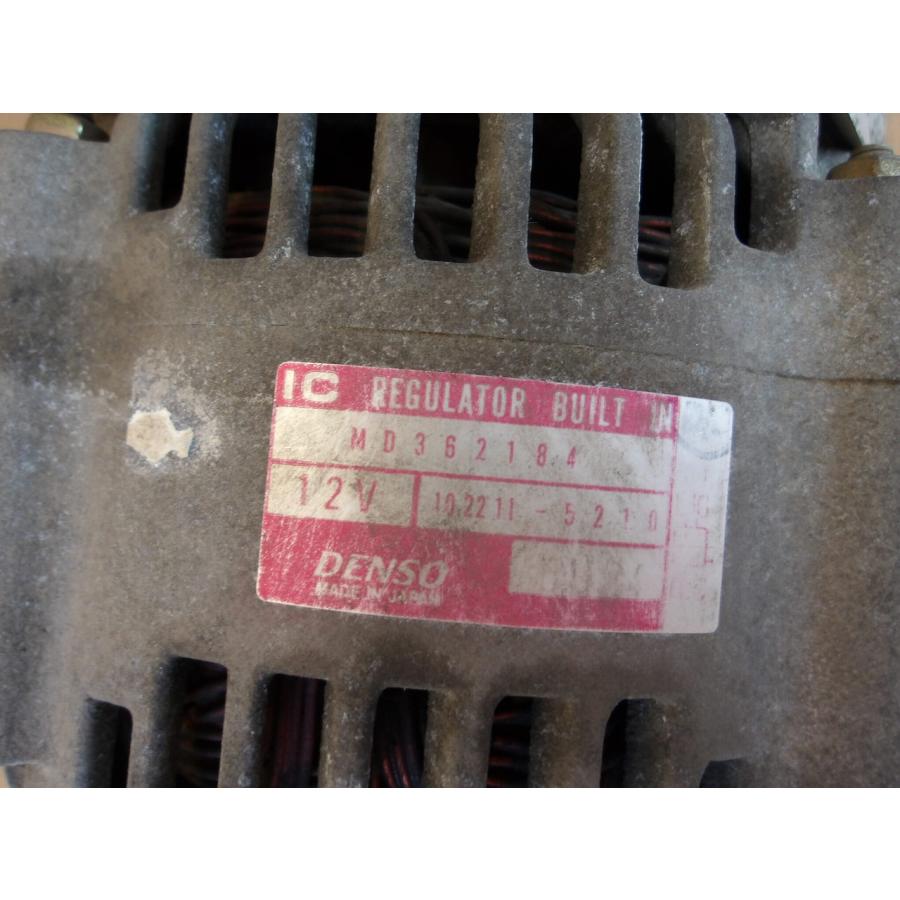 IC REGULATOR BUILT IN
MD362184
12V 102211-5210
DENSO
MADE IN JAPAN